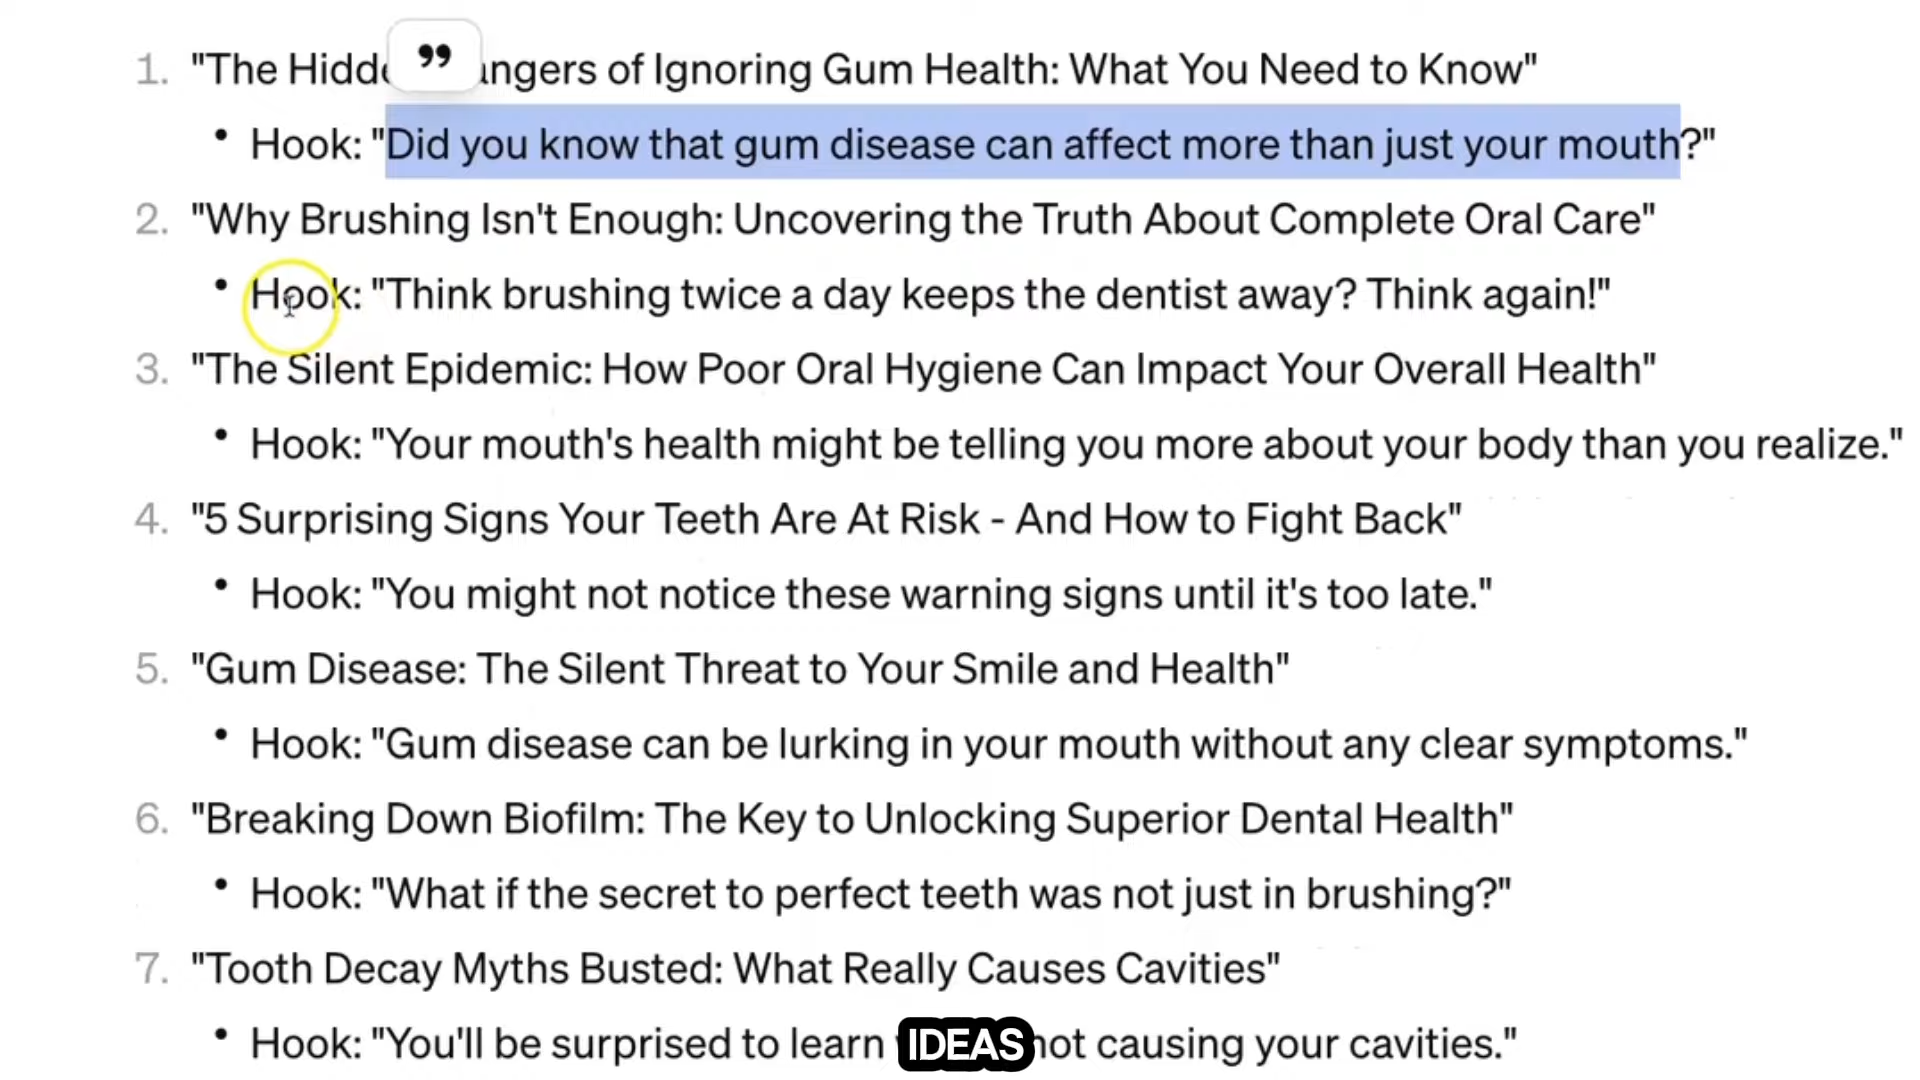 1. "The Hidde ngers of Ignoring Gum Health: What You Need to Know"
”
• Hook: "Did you know that gum disease can affect more than just your mouth?"
2. "Why Brushing Isn't Enough: Uncovering the Truth About Complete Oral Care"
• Hook: "Think brushing twice a day keeps the dentist away? Think again!"
3. "The Silent Epidemic: How Poor Oral Hygiene Can Impact Your Overall Health"
• Hook: "Your mouth's health might be telling you more about your body than you realize."
4. "5 Surprising Signs Your Teeth Are At Risk - And How to Fight Back"
• Hook: "You might not notice these warning signs until it's too late."
5. "Gum Disease: The Silent Threat to Your Smile and Health"
• Hook: "Gum disease can be lurking in your mouth without any clear symptoms."
6. "Breaking Down Biofilm: The Key to Unlocking Superior Dental Health"
• Hook: "What if the secret to perfect teeth was not just in brushing?"
7. "Tooth Decay Myths Busted: What Really Causes Cavities"
• Hook: "You'll be surprised to learn not causing your cavities."
IDEAS